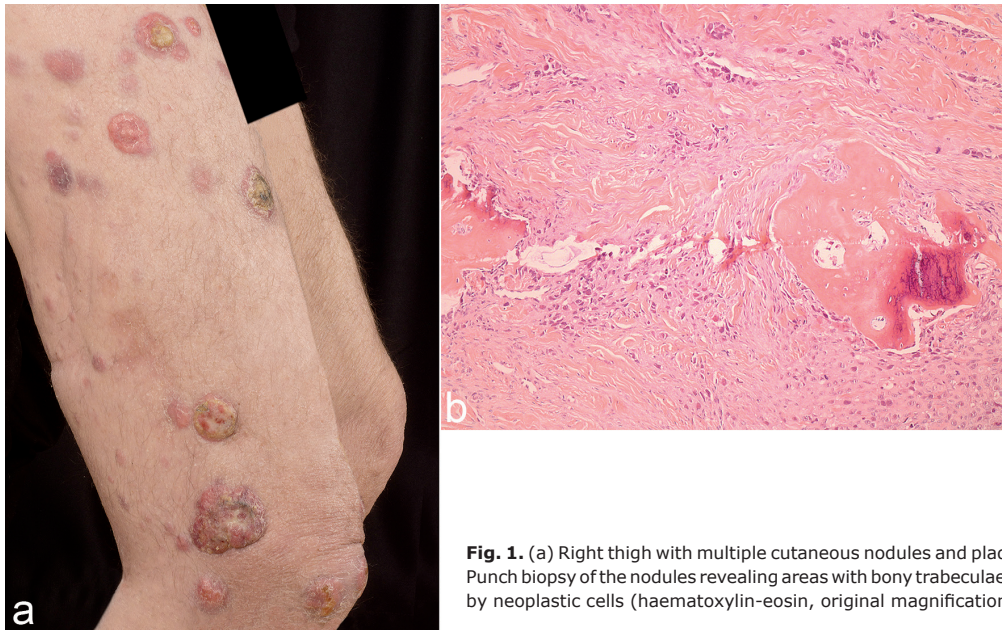 a
b
Fig. 1. (a) Right thigh with multiple cutaneous nodules and plac
Punch biopsy of the nodules revealing areas with bony trabeculae
by neoplastic cells (haematoxylin-eosin, original magnification